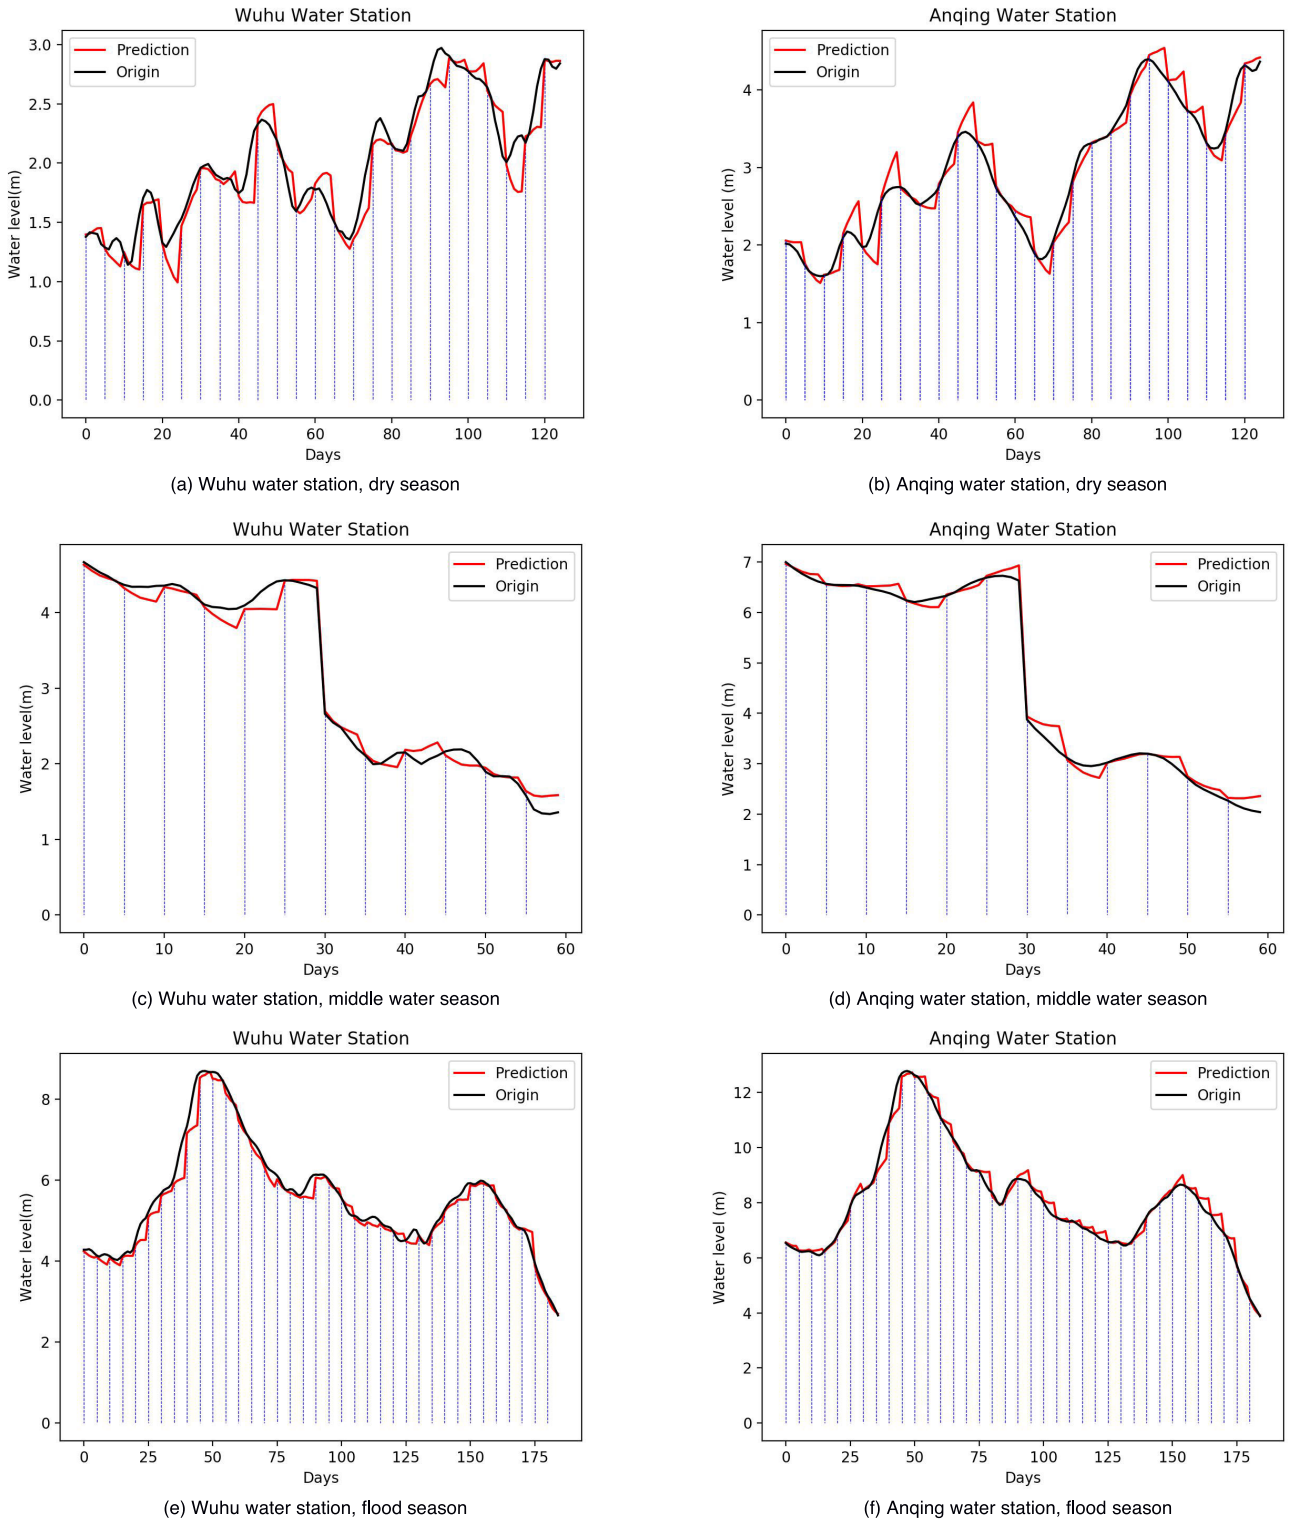 Wuhu Water Station
Prediction
Origin
Water level(m)
3.0
2.5
2.0
1.5
1.0
0.5
0.0
0 20 40 60 80 100 120
Days
(a) Wuhu water station, dry season
Anqing Water Station
Prediction
Origin
Water level (m)
4
3
2
1
0
0 20 40 60 80 100 120
Days
(b) Anqing water station, dry season
Wuhu Water Station
Prediction
Origin
Water level(m)
4
3
2
1
0
0 10 20 30 40 50 60
Days
(c) Wuhu water station, middle water season
Anqing Water Station
Prediction
Origin
Water level (m)
7
6
5
4
3
2
1
0
0 10 20 30 40 50 60
Days
(d) Anqing water station, middle water season
Wuhu Water Station
Prediction
Origin
Water level(m)
8
6
4
2
0
0 25 50 75 100 125 150 175
Days
(e) Wuhu water station, flood season
Anqing Water Station
Prediction
Origin
Water level (m)
12
10
8
6
4
2
0
0 25 50 75 100 125 150 175
Days
(f) Anqing water station, flood season